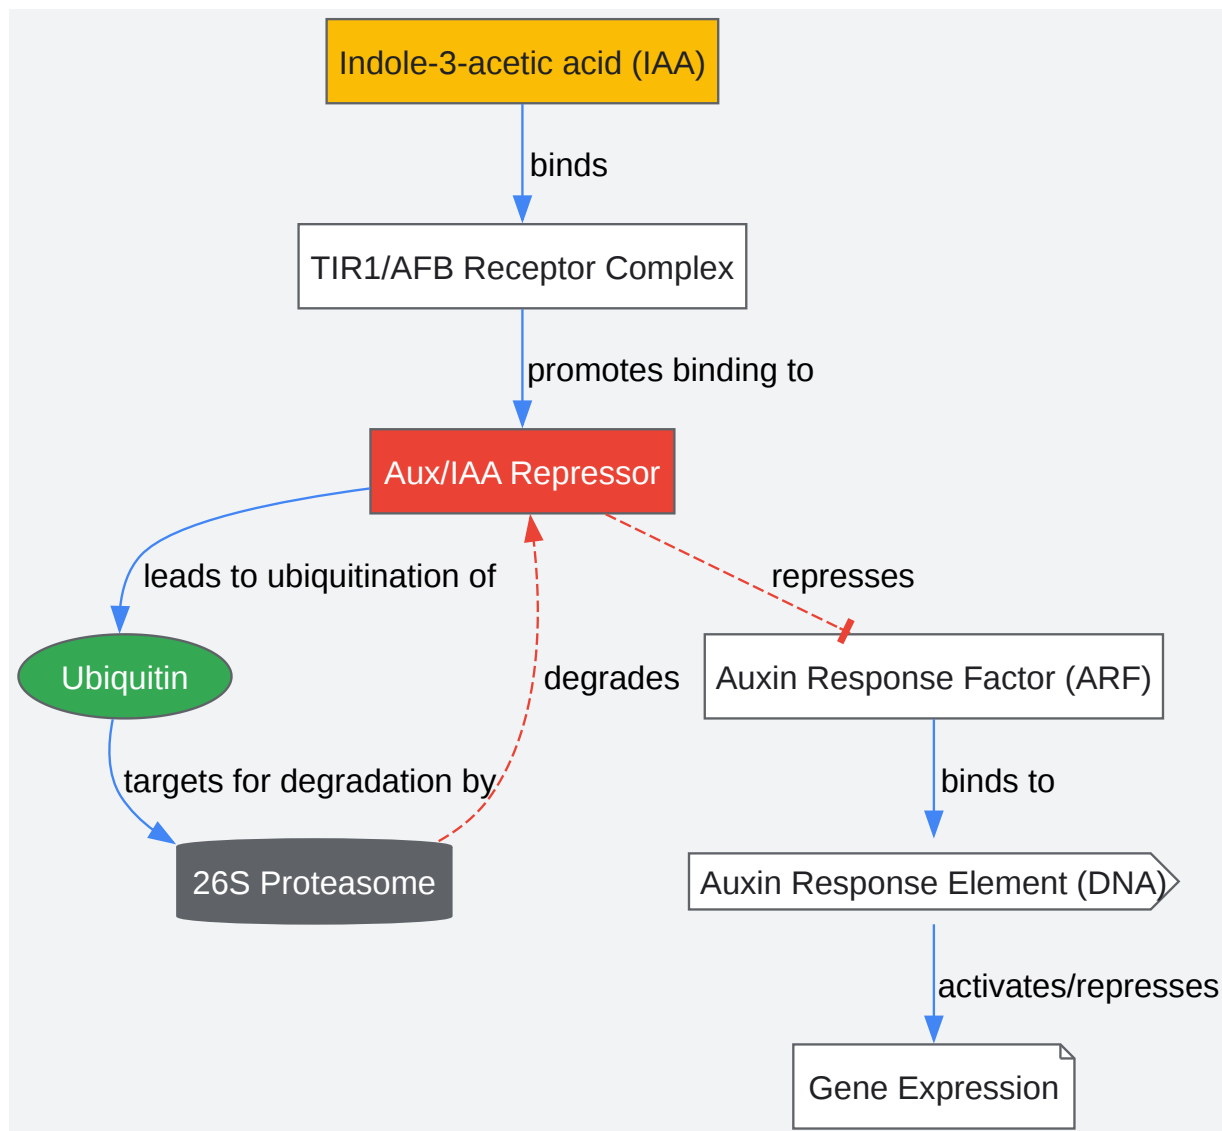 Indole-3-acetic acid (IAA)
binds
TIR1/AFB Receptor Complex
promotes binding to
Aux/IAA Repressor
leads to ubiquitination of
represses
Ubiquitin
degrades
Auxin Response Factor (ARF)
targets for degradation by
binds to
26S Proteasome
Auxin Response Element (DNA)
activates/represses
Gene Expression